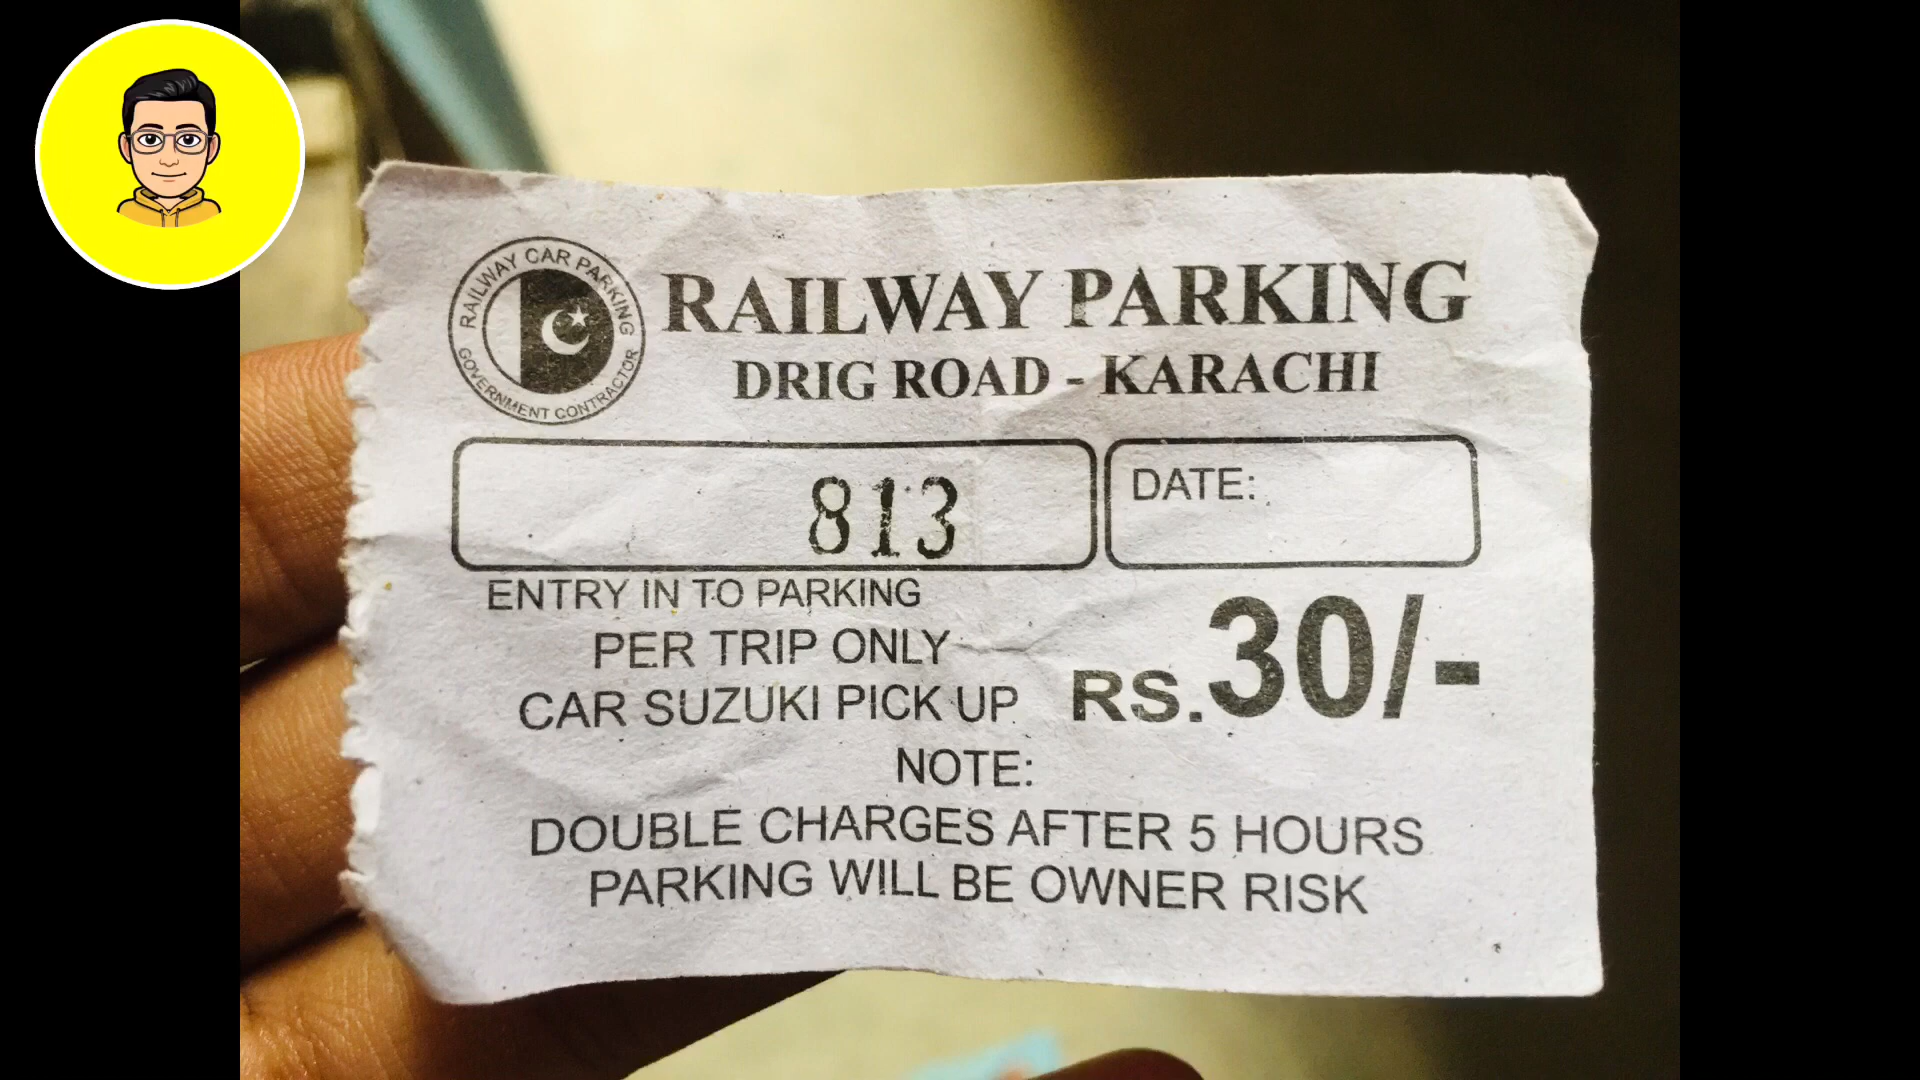 RAILWAY CAR PARKING
GOVERNMENT CONTRACTOR
RAILWAY PARKING
DRIG ROAD - KARACHI
813
DATE:
ENTRY IN TO PARKING
PER TRIP ONLY
CAR SUZUKI PICK UP RS. 30/-
NOTE:
DOUBLE CHARGES AFTER 5 HOURS
PARKING WILL BE OWNER RISK